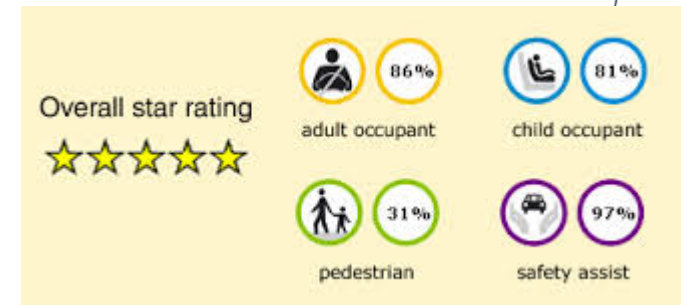 Overall star rating
86%
adult occupant
81%
child occupant
31%
pedestrian
97%
safety assist